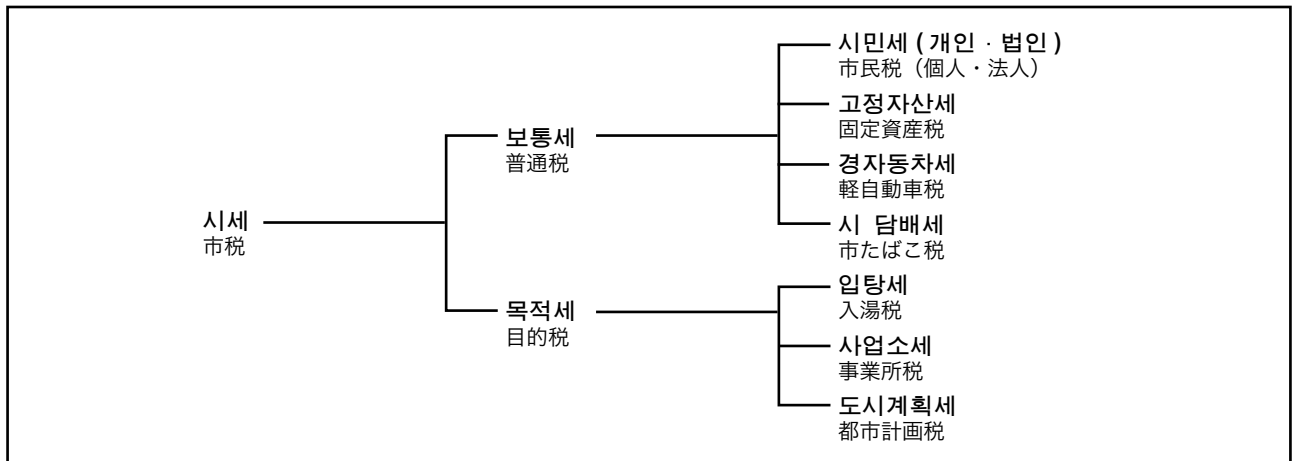 시세
市税
보통세
普通税
시민세 ( 개인 · 법인 )
市民税（個人・法人）
고정자산세
固定資産税
경자동차세
軽自動車税
시 담배세
市たばこ税
목적세
目的税
입탕세
入湯税
사업소세
事業所税
도시계획세
都市計画税